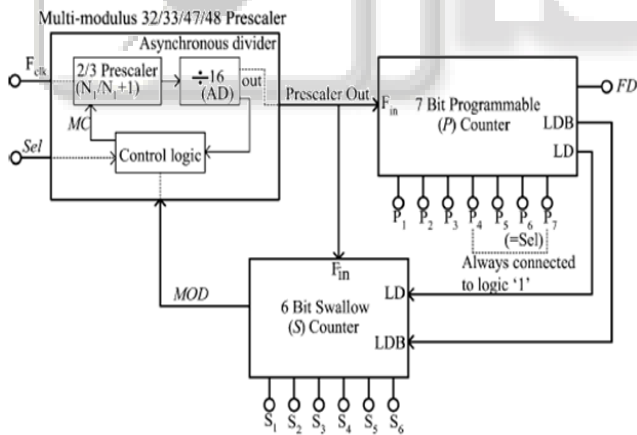 Multi-modulus 32/33/47/48 Prescaler
Asynchronous divider
F_clk
2/3 Prescaler
(N₁/N₁+1)
÷16
(AD)
out
MC
Sel
Control logic
Prescaler Out
F_in
7 Bit Programmable
(P) Counter
FD
LDB
LD
P₁ P₂ P₃ P₄ P₅ P₆ P₇
(=Sel)
Always connected
to logic '1'
MOD
F_in
6 Bit Swallow
(S) Counter
LD
LDB
S₁ S₂ S₃ S₄ S₅ S₆